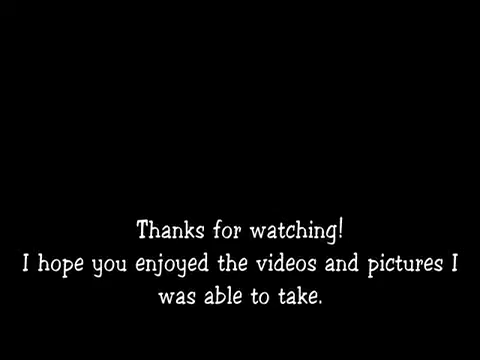 Thanks for watching!
I hope you enjoyed the videos and pictures I
was able to take.